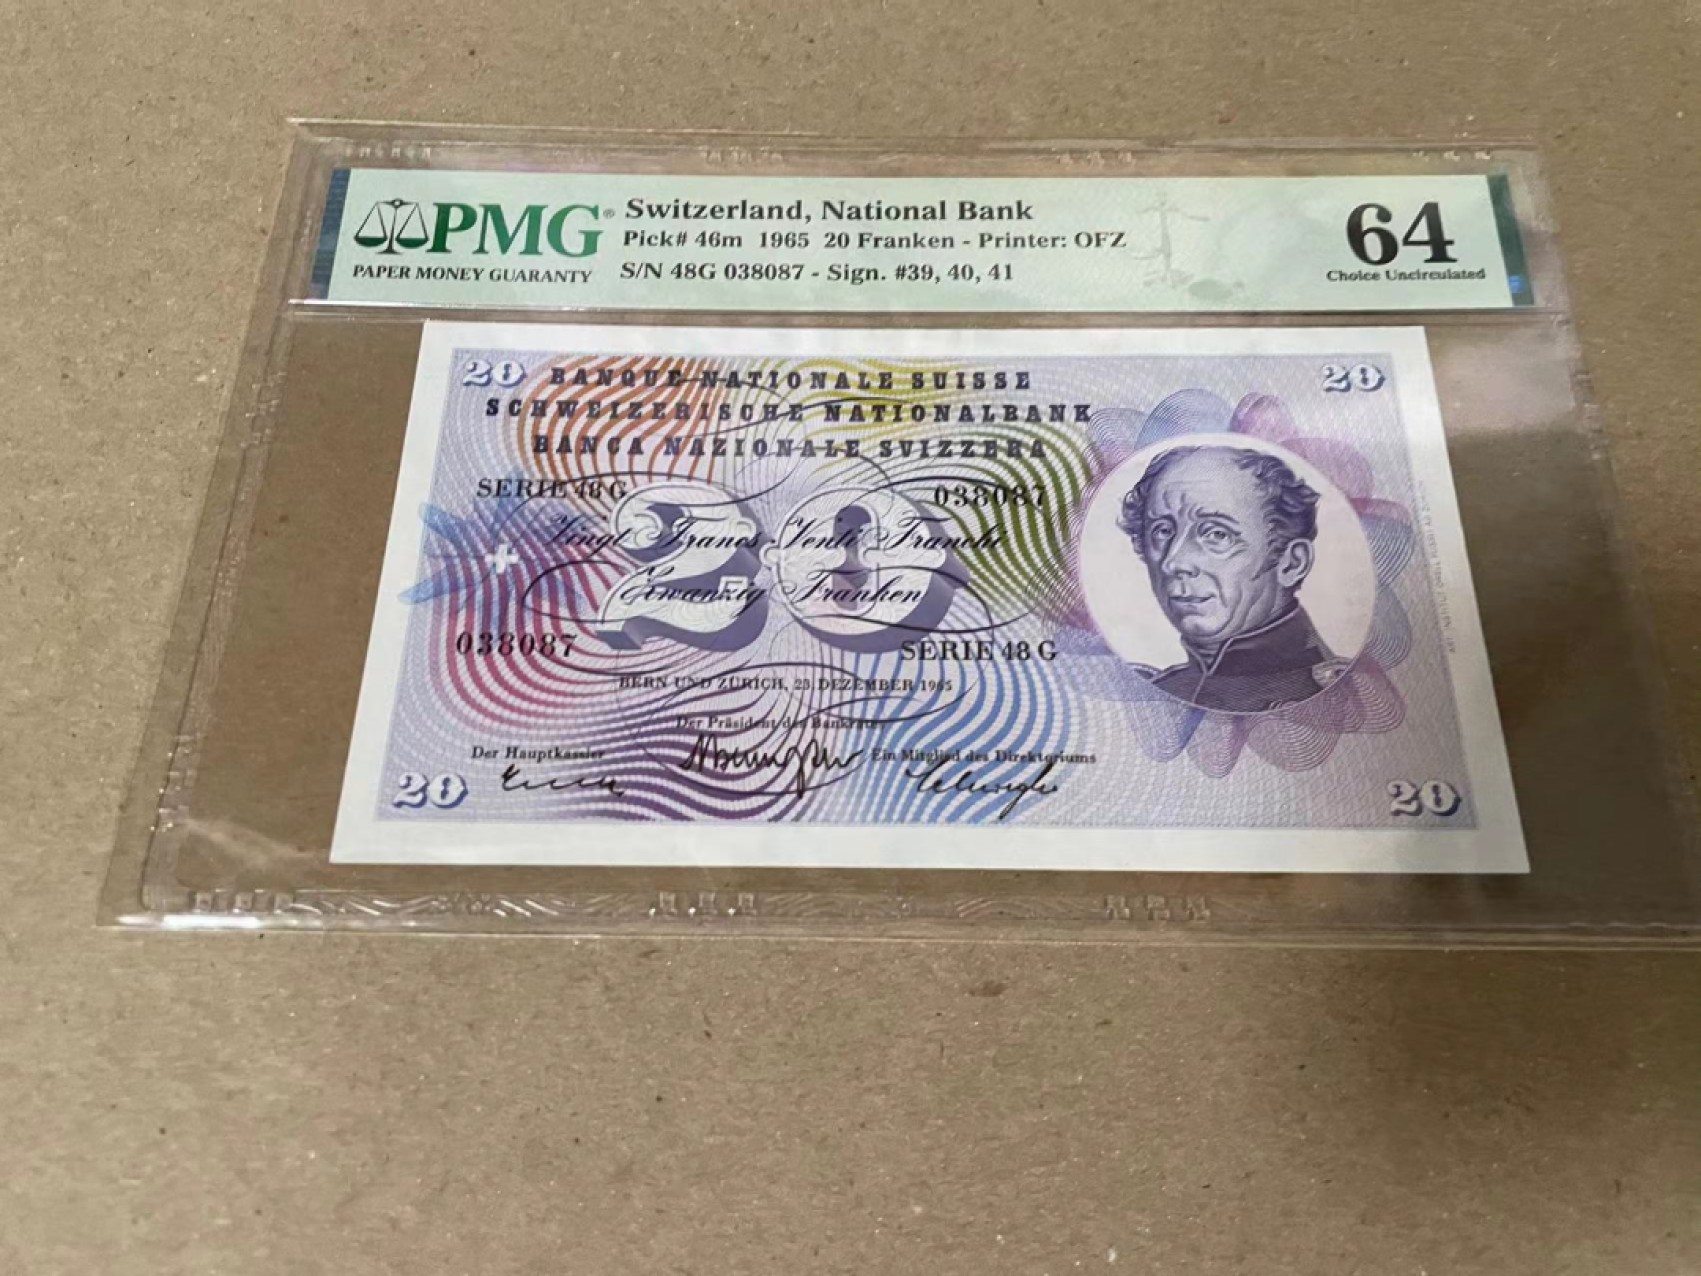 PMG®
PAPER MONEY GUARANTY
Switzerland, National Bank
Pick# 46m 1965 20 Franken - Printer: OFZ
S/N 48G 038087 - Sign. #39, 40, 41
64
Choice Uncirculated
20
BANQUE NATIONALE SUISSE
20
SCHWEIZERISCHE NATIONALBANK
BANCA NAZIONALE SVIZZERA
SERIE 48 G
038087
20
Vingt Francs Venti Franchi
Zwanzig Franken
038087
SERIE 48 G
BERN UND ZÜRICH, 23. DEZEMBER 1965
Der Präsident des Bankrates
Der Hauptkassier
Ein Mitglied des Direktoriums
20
20